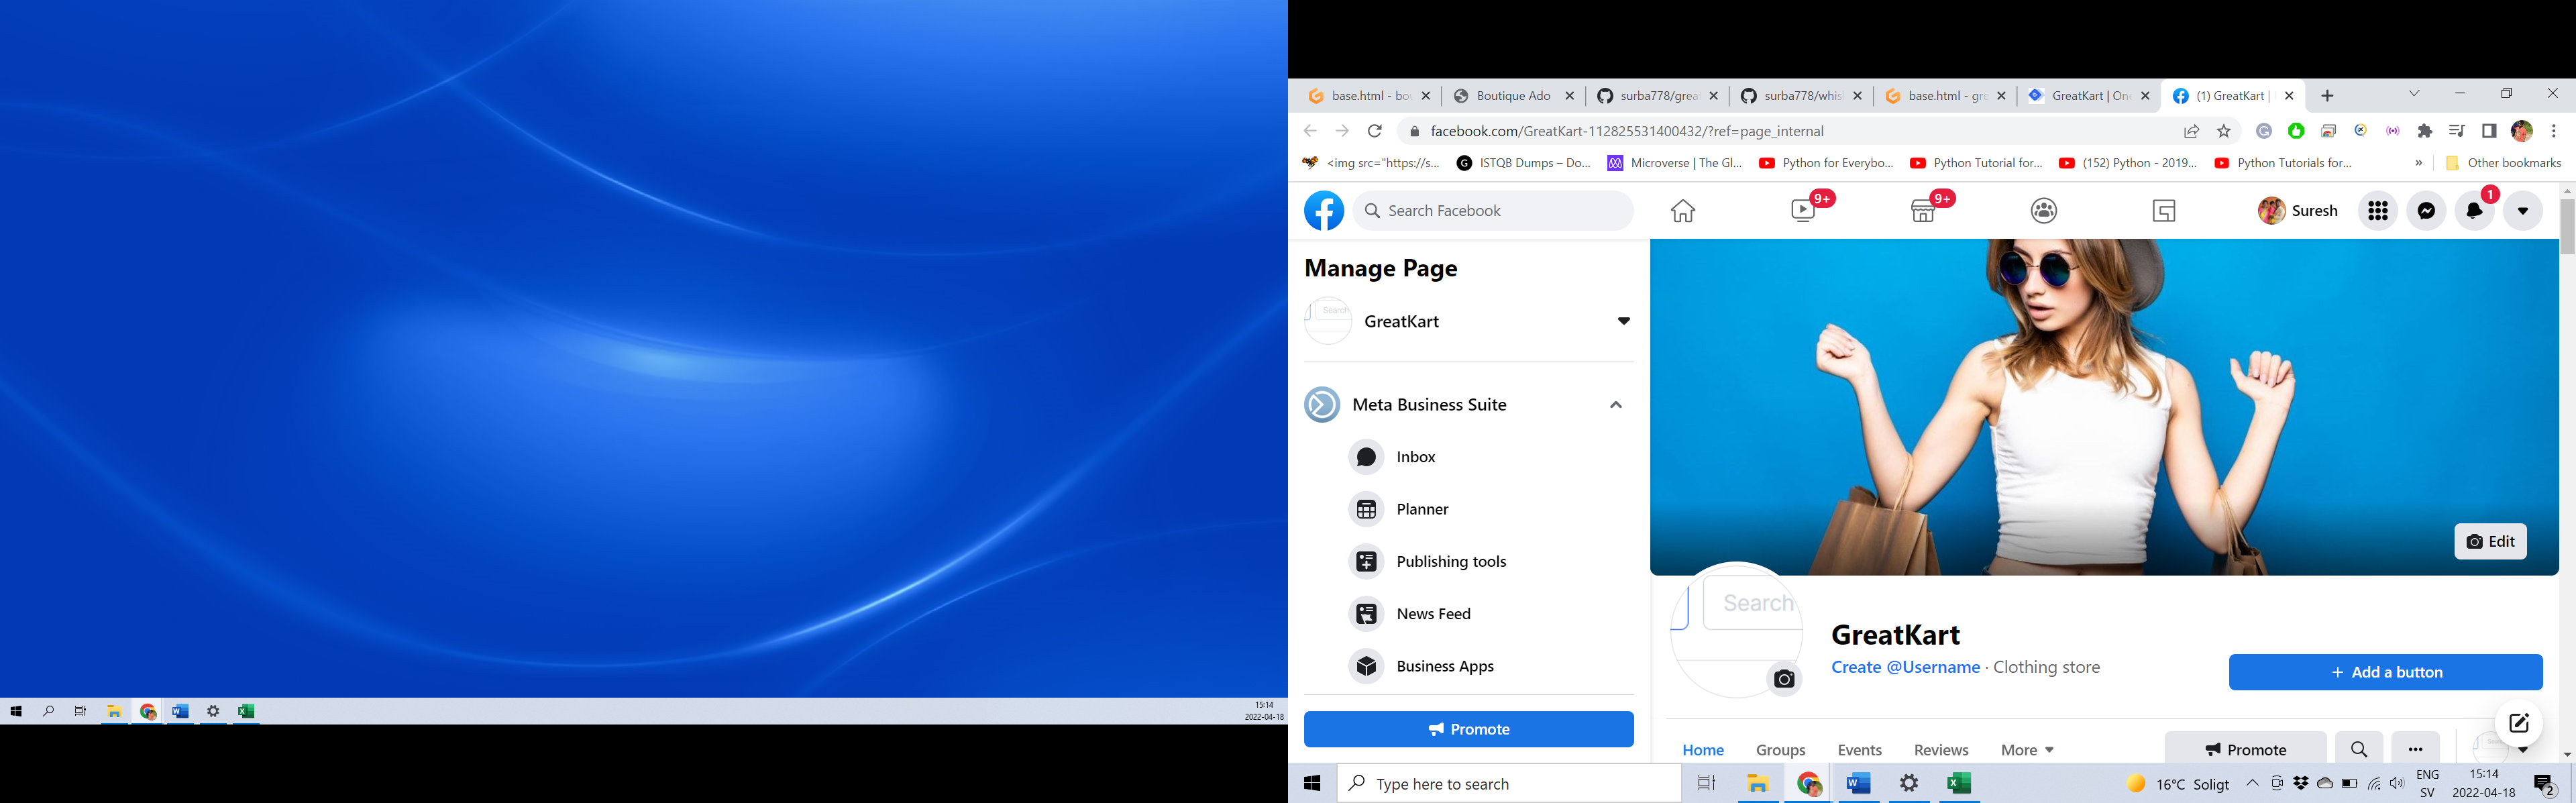 15:14
2022-04-18
base.html - bo
Boutique Ado
surba778/grea
surba778/whis
base.html - gre
GreatKart | On
(1) GreatKart |
facebook.com/GreatKart-112825531400432/?ref=page_internal
<img src="https://s...
ISTQB Dumps – Do...
Microverse | The Gl...
Python for Everybo...
Python Tutorial for...
(152) Python - 2019...
Python Tutorials for...
»
Other bookmarks
Search Facebook
9+
9+
Suresh
1
Manage Page
Search
GreatKart
Meta Business Suite
Inbox
Planner
Publishing tools
News Feed
Business Apps
Promote
Edit
Search
GreatKart
Create @Username · Clothing store
+ Add a button
Home
Groups
Events
Reviews
More
Promote
Type here to search
16°C Soligt
ENG
SV
15:14
2022-04-18
2